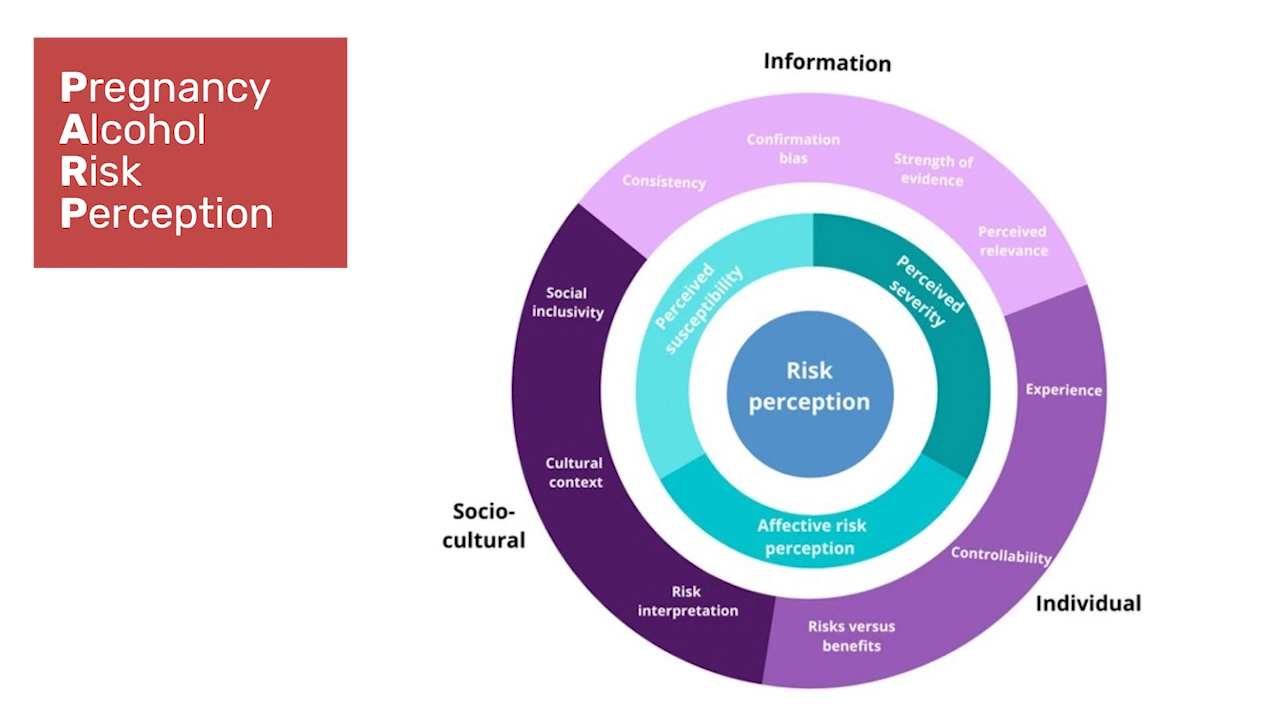 Pregnancy
Alcohol
Risk
Perception
Information
Confirmation
bias
Strength of
evidence
Consistency
Perceived
relevance
Social
inclusivity
Perceived
susceptibility
Perceived
severity
Risk
perception
Experience
Cultural
context
Socio-
cultural
Affective risk
perception
Controllability
Individual
Risk
interpretation
Risks versus
benefits